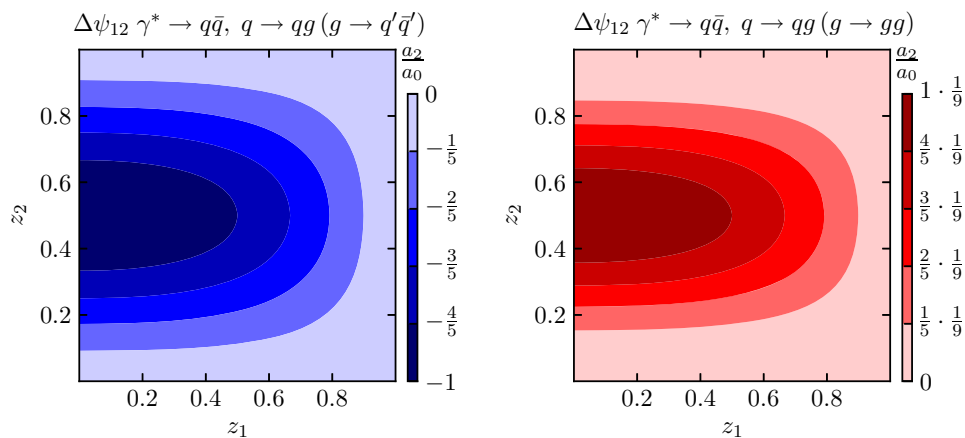 Δψ₁₂ γ* → qq̄, q → qg (g → q′q̄′)
a₂/a₀
0
−1/5
−2/5
−3/5
−4/5
−1
0.8
0.6
0.4
0.2
z₂
0.2 0.4 0.6 0.8
z₁
Δψ₁₂ γ* → qq̄, q → qg (g → gg)
a₂/a₀
1 · 1/9
4/5 · 1/9
3/5 · 1/9
2/5 · 1/9
1/5 · 1/9
0
0.8
0.6
0.4
0.2
z₂
0.2 0.4 0.6 0.8
z₁